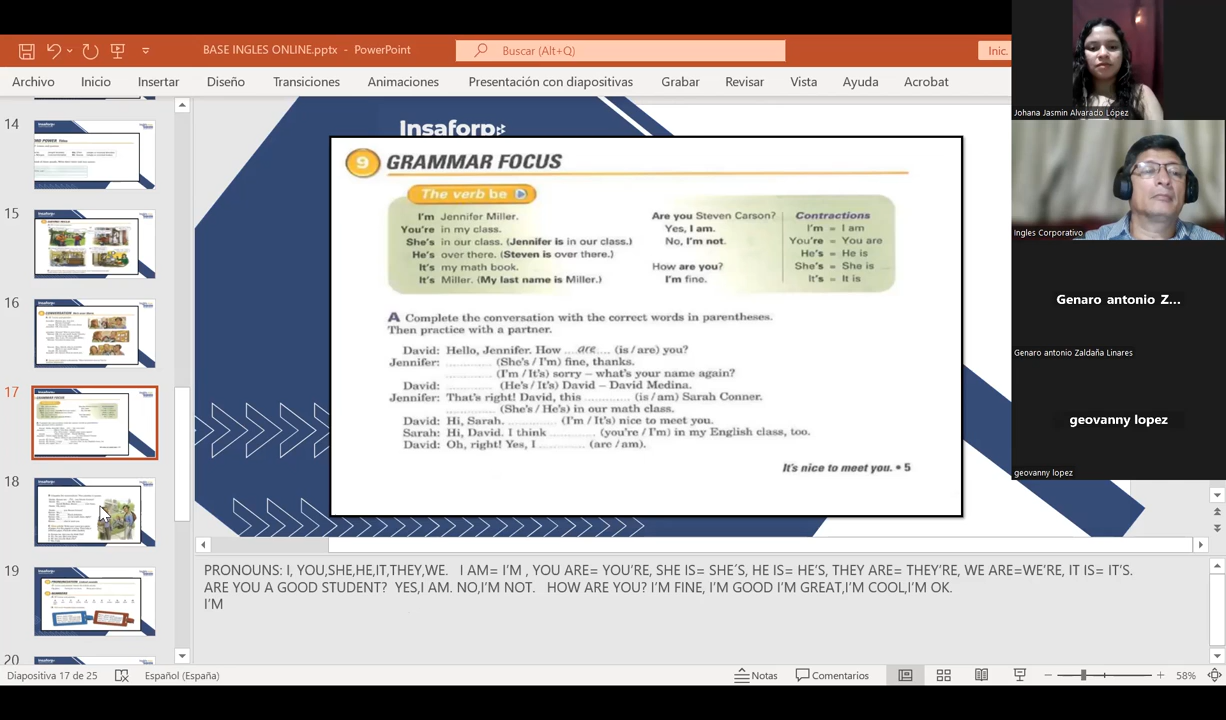 BASE INGLES ONLINE.pptx - PowerPoint
Buscar (Alt+Q)
Inic.
Archivo Inicio Insertar Diseño Transiciones Animaciones Presentación con diapositivas Grabar Revisar Vista Ayuda Acrobat
Johana Jasmin Alvarado López
Ingles Corporativo
Genaro antonio Z...
Genaro antonio Zaldaña Linares
geovanny lopez
geovanny lopez
14
15
16
17
18
19
20
Insaforp
9 GRAMMAR FOCUS
The verb be
I'm Jennifer Miller.
You're in my class.
She's in our class. (Jennifer is in our class.)
He's over there. (Steven is over there.)
It's my math book.
It's Miller. (My last name is Miller.)
Are you Steven Carson?
Yes, I am.
No, I'm not.
How are you?
I'm fine.
Contractions
I'm = I am
You're = You are
He's = He is
She's = She is
It's = It is
A Complete the conversation with the correct words in parentheses.
Then practice with a partner.
David: Hello, Jennifer. How ....are.... (is / are) you?
Jennifer: .............. (She's / I'm) fine, thanks.
.............. (I'm / It's) sorry – what's your name again?
David: .............. (He's / It's) David – David Medina.
Jennifer: That's right! David, this .............. (is / am) Sarah Conner.
.............. (She's / He's) in our math class.
David: Hi, Sarah. .............. (I'm / It's) nice to meet you.
Sarah: Hi, David. I think .............. (you're / I'm) in my English class, too.
David: Oh, right! Yes, I .............. (are / am).
It's nice to meet you. • 5
PRONOUNS: I, YOU,SHE,HE,IT,THEY,WE. I AM= I'M , YOU ARE= YOU'RE, SHE IS= SHE´S, HE IS= HE'S, THEY ARE= THEY'RE, WE ARE=WE'RE, IT IS= IT'S.
ARE YOU A GOOD STUDENT? YES,I AM. NO,I'M NOT. HOW ARE YOU? I'M FINE, I'M GOOD I'M GREAT,I'M COOL,I'M OK.
I'M
Diapositiva 17 de 25 Español (España) Notas Comentarios 58%